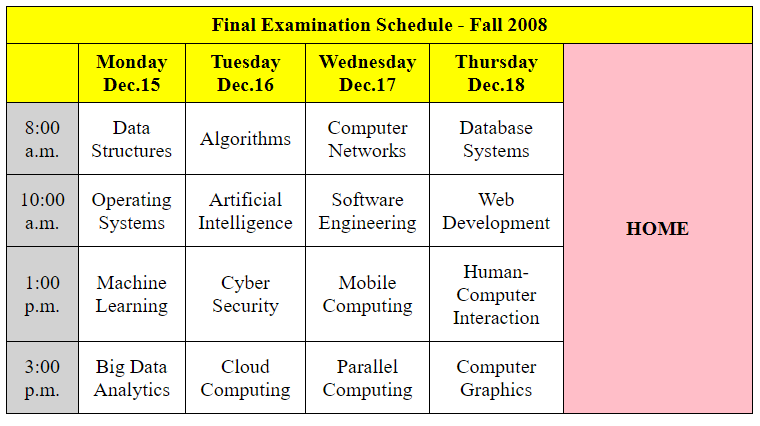 Final Examination Schedule - Fall 2008
Monday
Dec.15
Tuesday
Dec.16
Wednesday
Dec.17
Thursday
Dec.18
HOME
8:00
a.m.
Data
Structures
Algorithms
Computer
Networks
Database
Systems
10:00
a.m.
Operating
Systems
Artificial
Intelligence
Software
Engineering
Web
Development
1:00
p.m.
Machine
Learning
Cyber
Security
Mobile
Computing
Human-
Computer
Interaction
3:00
p.m.
Big Data
Analytics
Cloud
Computing
Parallel
Computing
Computer
Graphics